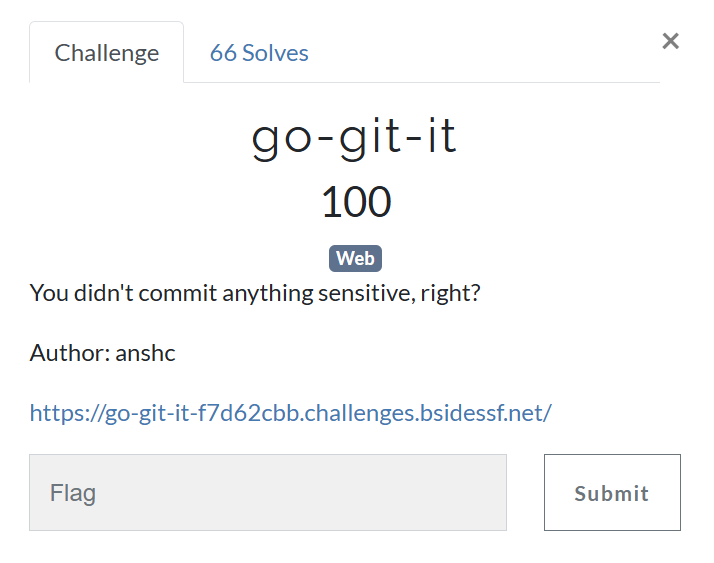 Challenge
66 Solves
×
go-git-it
100
Web
You didn't commit anything sensitive, right?
Author: anshc
https://go-git-it-f7d62cbb.challenges.bsidessf.net/
Flag
Submit